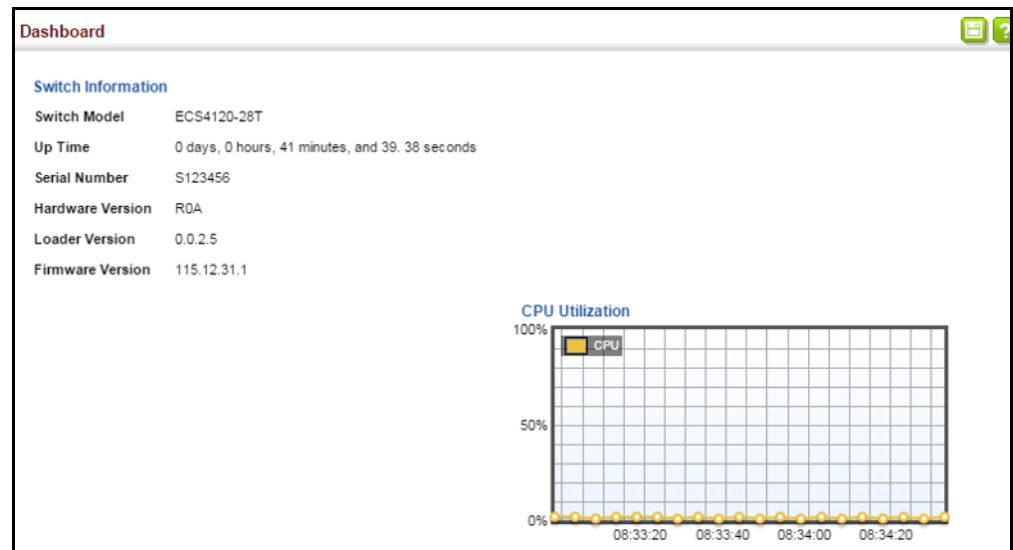 Dashboard
?
Switch Information
Switch Model ECS4120-28T
Up Time 0 days, 0 hours, 41 minutes, and 39. 38 seconds
Serial Number S123456
Hardware Version R0A
Loader Version 0.0.2.5
Firmware Version 115.12.31.1
CPU Utilization
100%
CPU
50%
0%
08:33:20 08:33:40 08:34:00 08:34:20